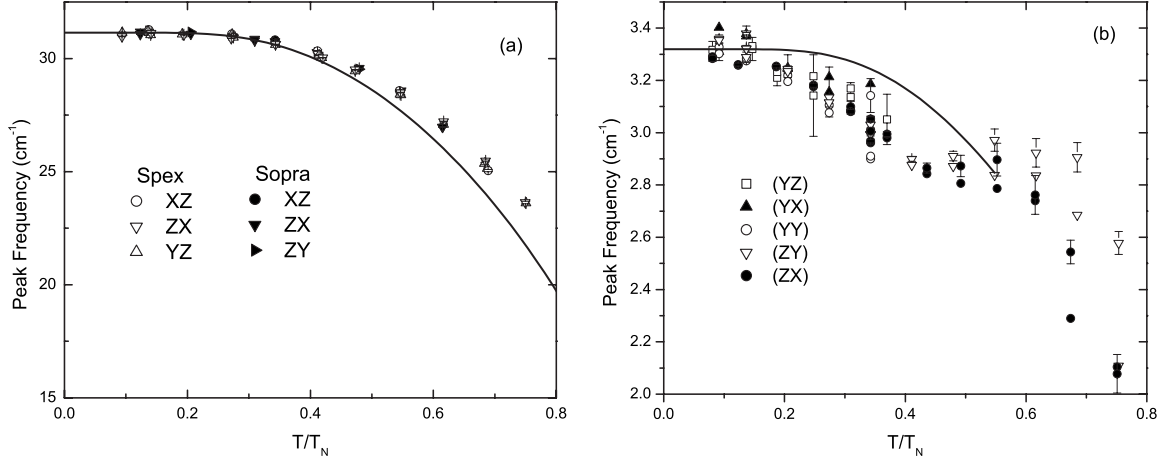 (a)
Peak Frequency (cm⁻¹)
30
25
20
15
Spex
XZ
ZX
YZ
Sopra
XZ
ZX
ZY
0.0 0.2 0.4 0.6 0.8
T/T_N
(b)
Peak Frequency (cm⁻¹)
3.4
3.2
3.0
2.8
2.6
2.4
2.2
2.0
(YZ)
(YX)
(YY)
(ZY)
(ZX)
0.0 0.2 0.4 0.6 0.8
T/T_N